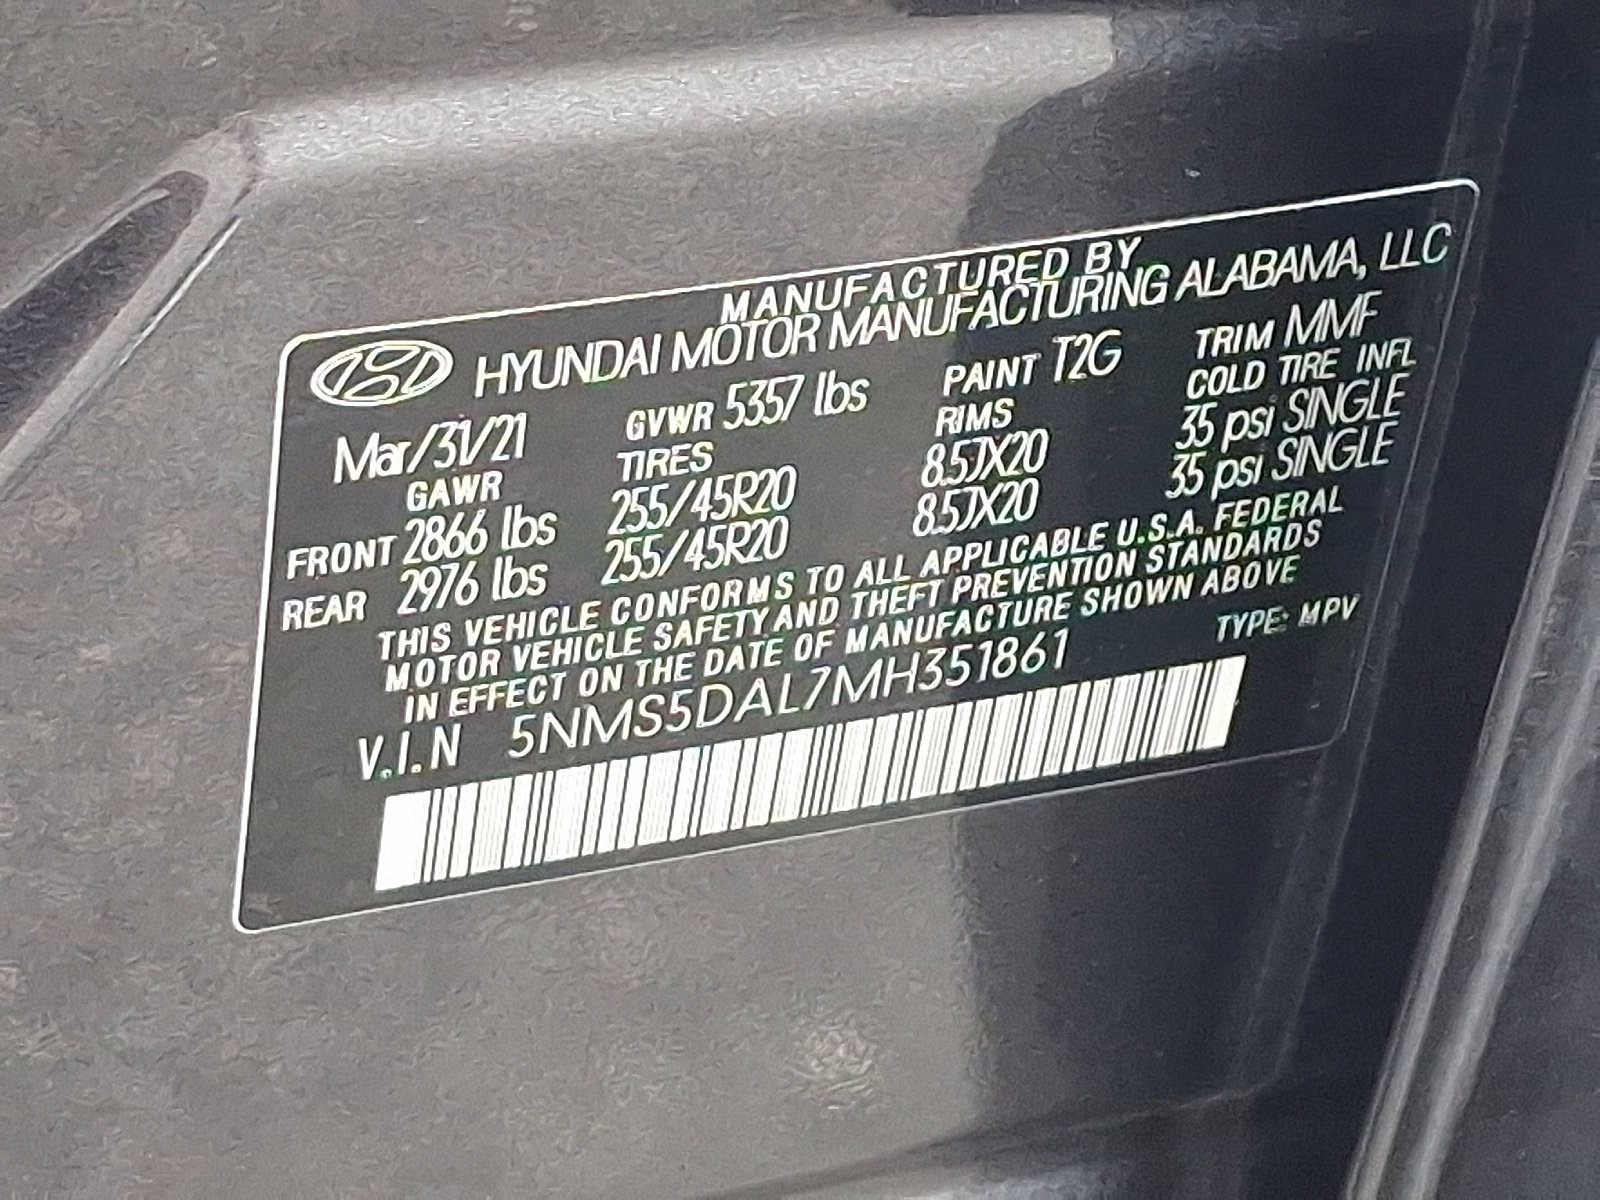 MANUFACTURED BY
HYUNDAI MOTOR MANUFACTURING ALABAMA, LLC
Mar/31/21 GVWR 5357 lbs PAINT T2G TRIM MMF
GAWR TIRES RIMS COLD TIRE INFL
FRONT 2866 lbs 255/45R20 8.5JX20 35 psi SINGLE
REAR 2976 lbs 255/45R20 8.5JX20 35 psi SINGLE
THIS VEHICLE CONFORMS TO ALL APPLICABLE U.S.A. FEDERAL
MOTOR VEHICLE SAFETY AND THEFT PREVENTION STANDARDS
IN EFFECT ON THE DATE OF MANUFACTURE SHOWN ABOVE
V.I.N 5NMS5DAL7MH351861 TYPE: MPV